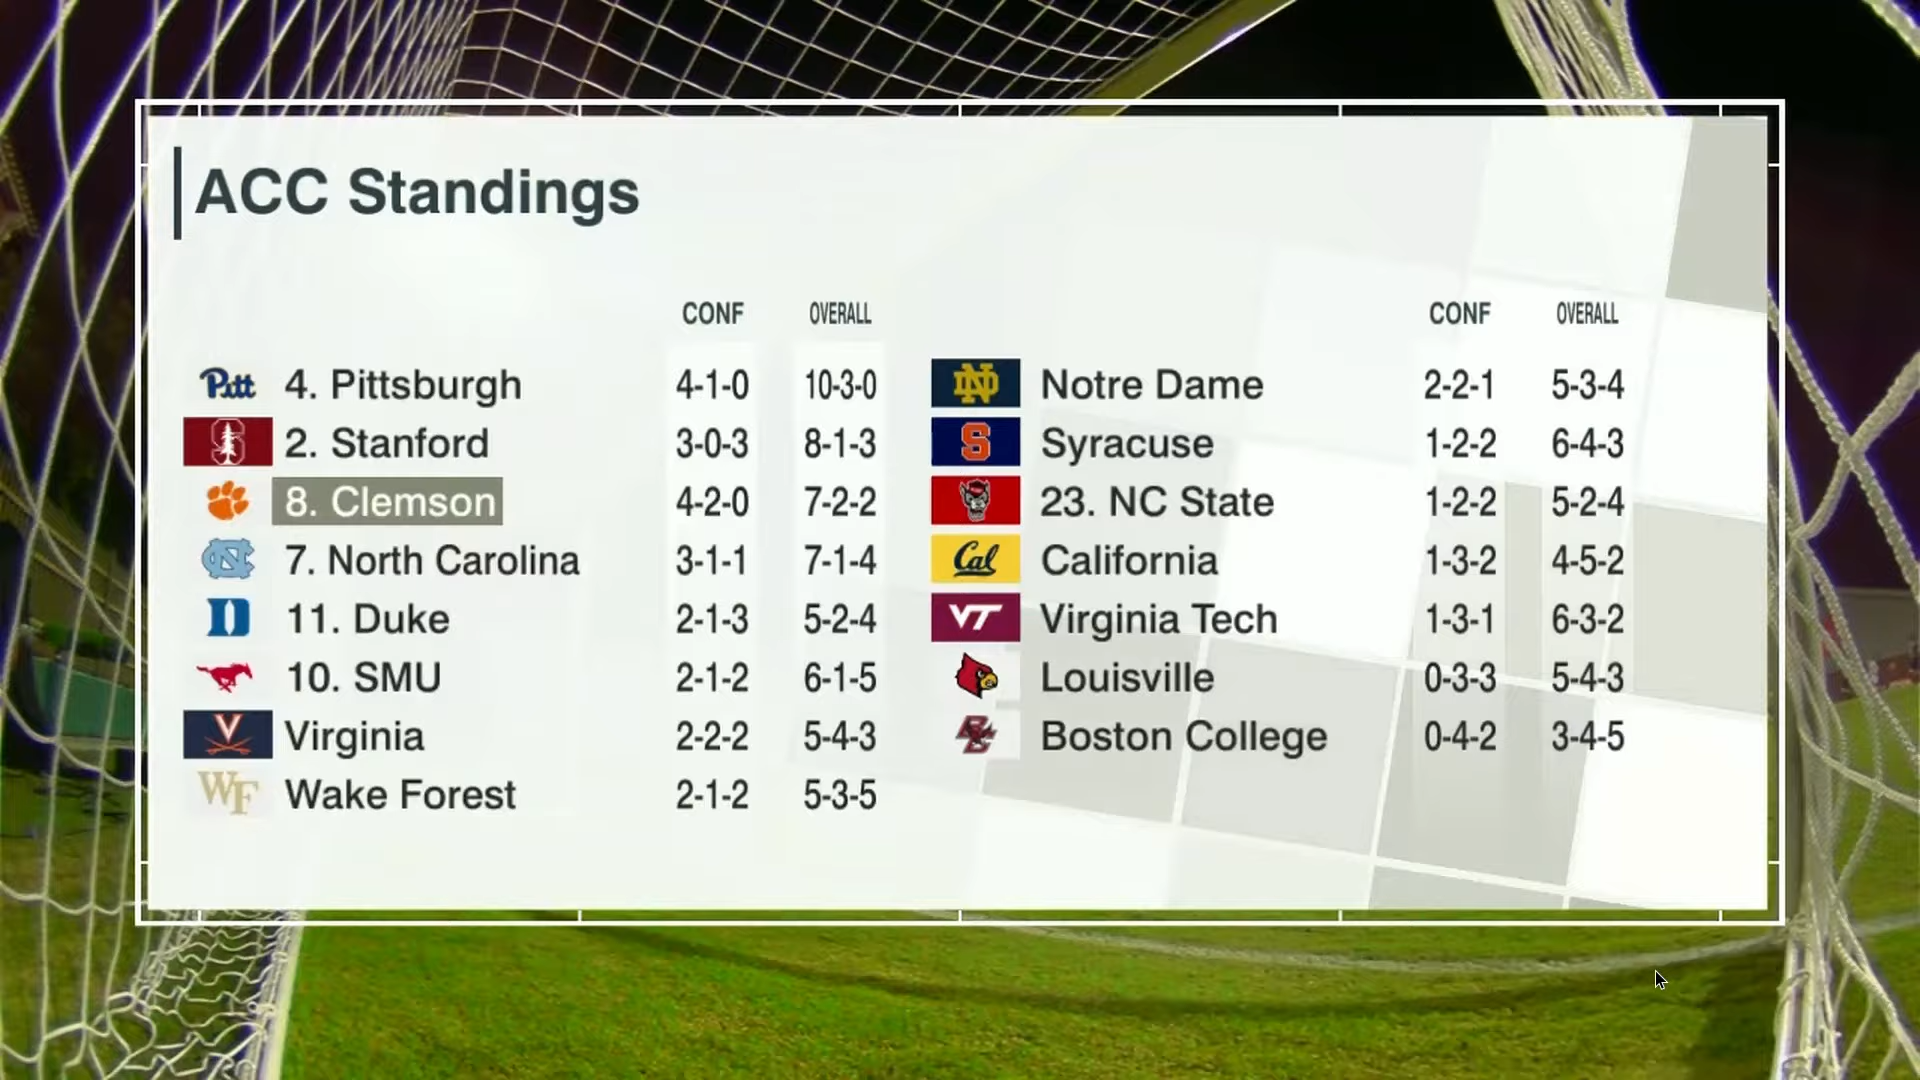 ACC Standings
CONF OVERALL
Pitt 4. Pittsburgh 4-1-0 10-3-0
S 2. Stanford 3-0-3 8-1-3
8. Clemson 4-2-0 7-2-2
NC 7. North Carolina 3-1-1 7-1-4
D 11. Duke 2-1-3 5-2-4
10. SMU 2-1-2 6-1-5
V Virginia 2-2-2 5-4-3
WF Wake Forest 2-1-2 5-3-5
CONF OVERALL
ND Notre Dame 2-2-1 5-3-4
S Syracuse 1-2-2 6-4-3
23. NC State 1-2-2 5-2-4
Cal California 1-3-2 4-5-2
VT Virginia Tech 1-3-1 6-3-2
Louisville 0-3-3 5-4-3
BC Boston College 0-4-2 3-4-5